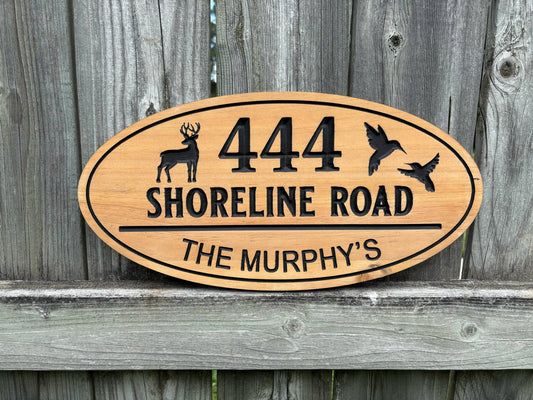 444
SHORELINE ROAD
THE MURPHY'S